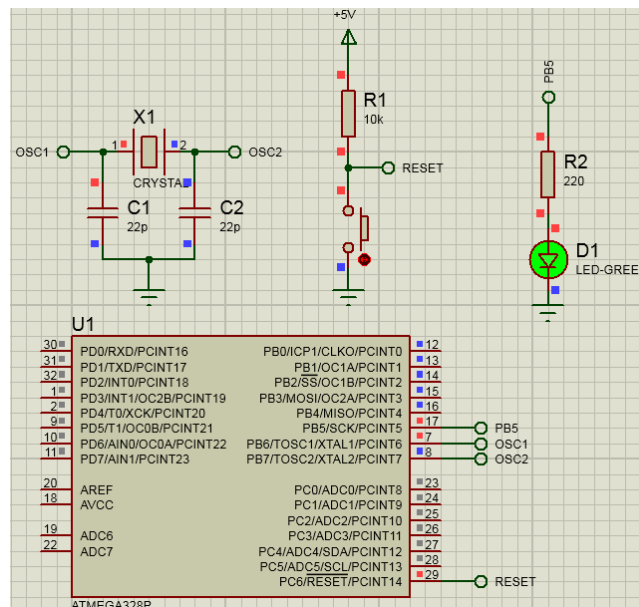 +5V
PB5
X1
R1
10k
OSC1
1
2
OSC2
RESET
R2
220
CRYSTAL
C1
22p
C2
22p
D1
LED-GREE
U1
30 PD0/RXD/PCINT16 PB0/ICP1/CLKO/PCINT0 12
31 PD1/TXD/PCINT17 PB1/OC1A/PCINT1 13
32 PD2/INT0/PCINT18 PB2/SS/OC1B/PCINT2 14
1 PD3/INT1/OC2B/PCINT19 PB3/MOSI/OC2A/PCINT3 15
2 PD4/T0/XCK/PCINT20 PB4/MISO/PCINT4 16
9 PD5/T1/OC0B/PCINT21 PB5/SCK/PCINT5 17 PB5
10 PD6/AIN0/OC0A/PCINT22 PB6/TOSC1/XTAL1/PCINT6 7 OSC1
11 PD7/AIN1/PCINT23 PB7/TOSC2/XTAL2/PCINT7 8 OSC2
20 AREF PC0/ADC0/PCINT8 23
18 AVCC PC1/ADC1/PCINT9 24
PC2/ADC2/PCINT10 25
19 ADC6 PC3/ADC3/PCINT11 26
22 ADC7 PC4/ADC4/SDA/PCINT12 27
PC5/ADC5/SCL/PCINT13 28
PC6/RESET/PCINT14 29 RESET
ATMEGA328P